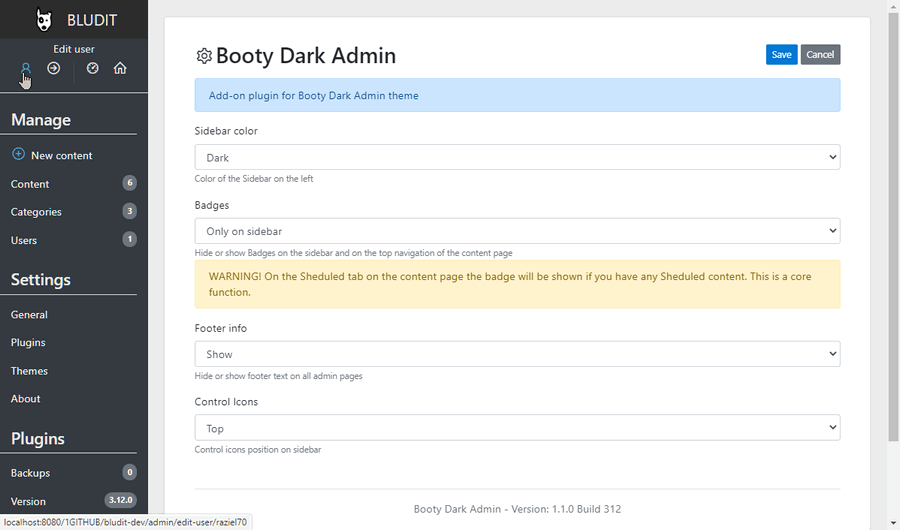 BLUDIT
Edit user
Manage
New content
Content 6
Categories 3
Users 1
Settings
General
Plugins
Themes
About
Plugins
Backups 0
Version 3.12.0
localhost:8080/1GITHUB/bludit-dev/admin/edit-user/raziel70
Booty Dark Admin
Save Cancel
Add-on plugin for Booty Dark Admin theme
Sidebar color
Dark
Color of the Sidebar on the left
Badges
Only on sidebar
Hide or show Badges on the sidebar and on the top navigation of the content page
WARNING! On the Sheduled tab on the content page the badge will be shown if you have any Sheduled content. This is a core
function.
Footer info
Show
Hide or show footer text on all admin pages
Control Icons
Top
Control icons position on sidebar
Booty Dark Admin - Version: 1.1.0 Build 312